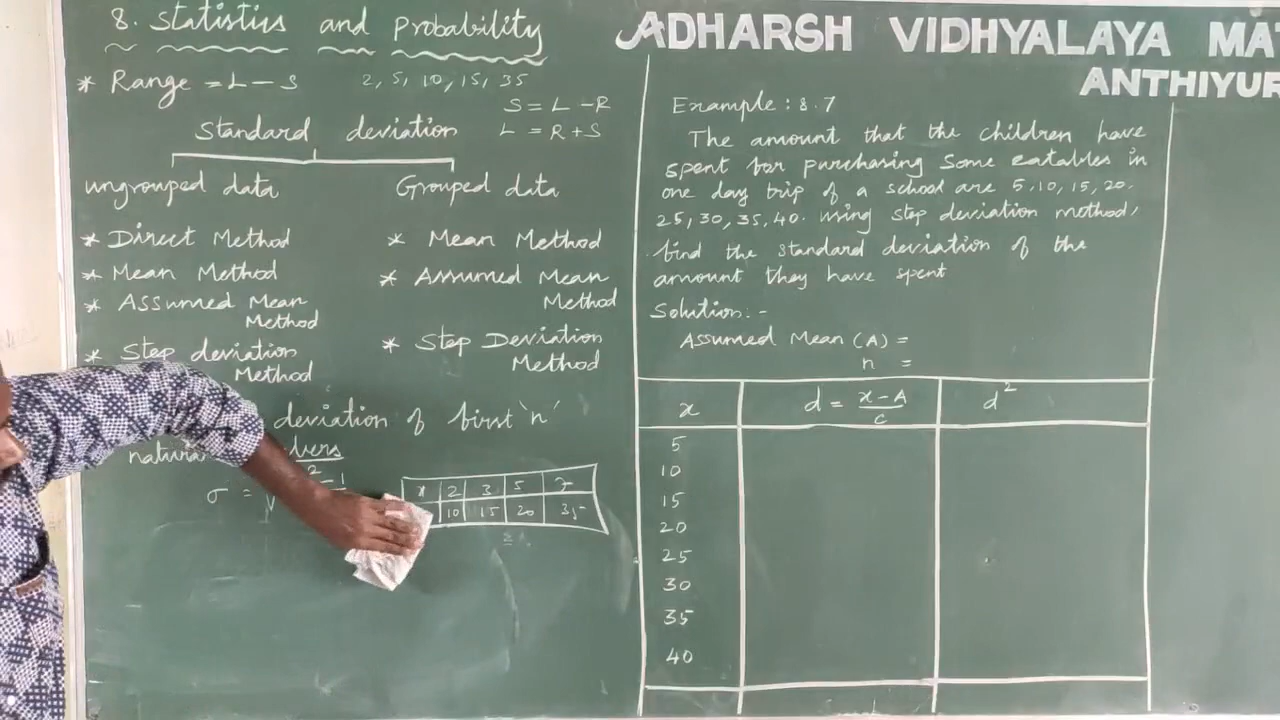 8. Statistics and Probability
* Range = L - S 2, 5, 10, 15, 35
S = L - R
L = R + S
Standard deviation
ungrouped data Grouped data
* Direct Method
* Mean Method
* Assumed Mean Method
* Step deviation Method
* Mean Method
* Assumed Mean Method
* Step Deviation Method
deviation of first 'n'
σ = √
x 2 3 5 7
10 15 20 35
ADHARSH VIDHYALAYA MA
ANTHIYUR
Example : 8.7
The amount that the children have
spent for purchasing some eatables in
one day trip of a school are 5, 10, 15, 20,
25, 30, 35, 40. using step deviation method,
find the standard deviation of the
amount they have spent
Solution:-
Assumed Mean (A) =
n =
x d = (x - A)/c d²
5
10
15
20
25
30
35
40